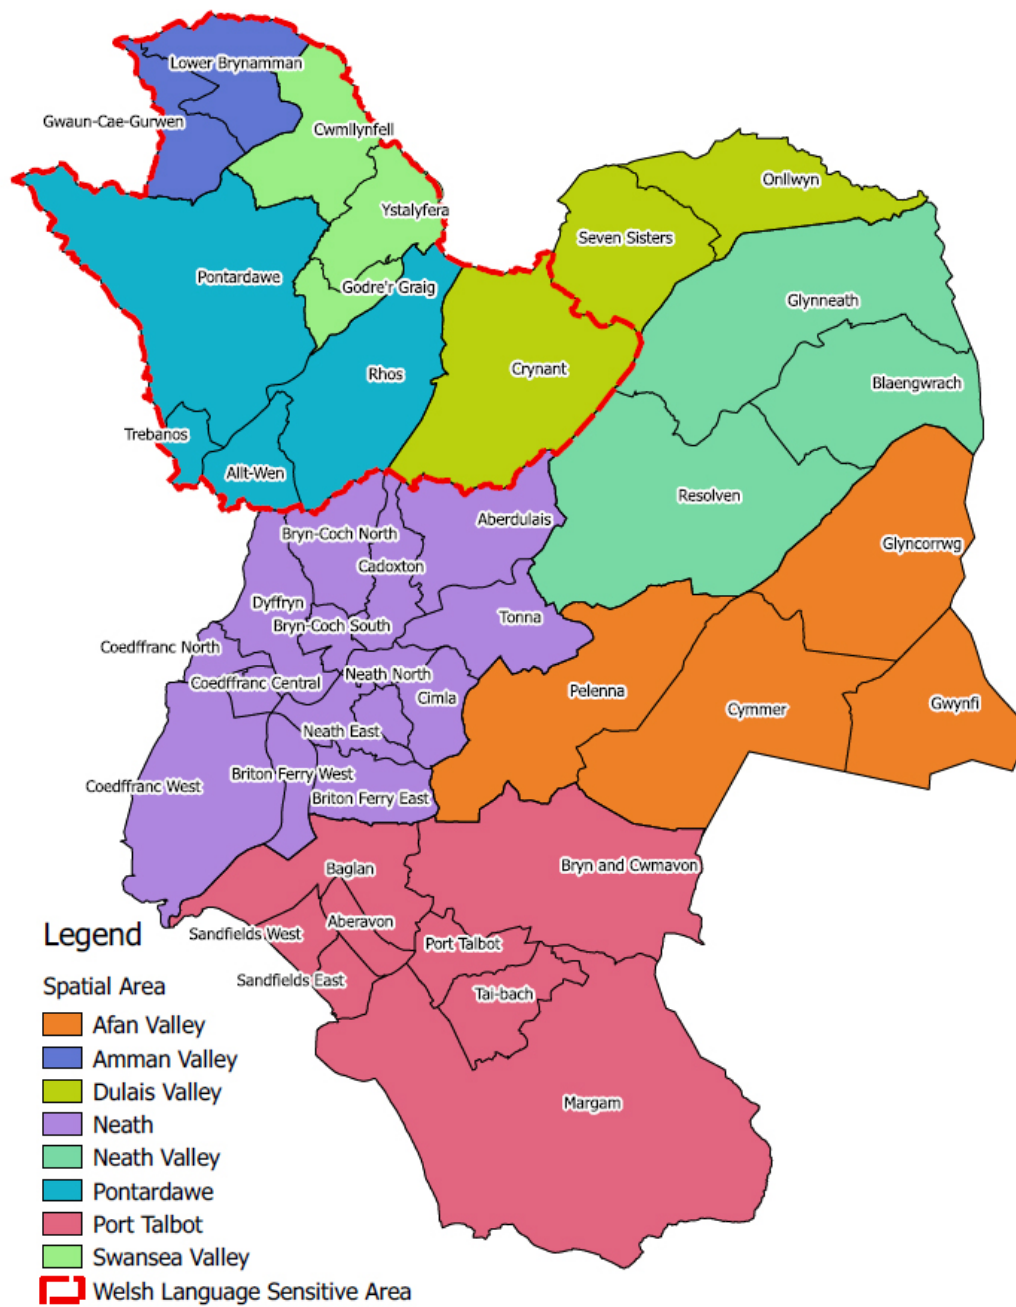 Lower Brynamman
Gwaun-Cae-Gurwen
Cwmllynfell
Onllwyn
Ystalyfera
Seven Sisters
Pontardawe
Godre'r Graig
Glynneath
Rhos
Crynant
Blaengwrach
Trebanos
Allt-Wen
Resolven
Aberdulais
Bryn-Coch North
Glyncorrwg
Cadoxton
Dyffryn
Tonna
Bryn-Coch South
Coedffranc North
Neath North
Coedffranc Central
Pelenna
Cimla
Gwynfi
Cymmer
Neath East
Briton Ferry West
Coedffranc West
Briton Ferry East
Bryn and Cwmavon
Baglan
Aberavon
Sandfields West
Port Talbot
Sandfields East
Tai-bach
Margam
Legend
Spatial Area
Afan Valley
Amman Valley
Dulais Valley
Neath
Neath Valley
Pontardawe
Port Talbot
Swansea Valley
Welsh Language Sensitive Area